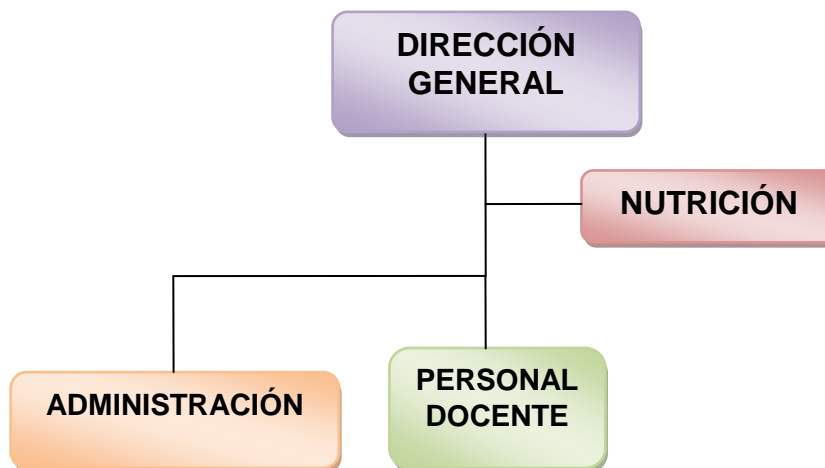 DIRECCIÓN
GENERAL
NUTRICIÓN
ADMINISTRACIÓN
PERSONAL
DOCENTE